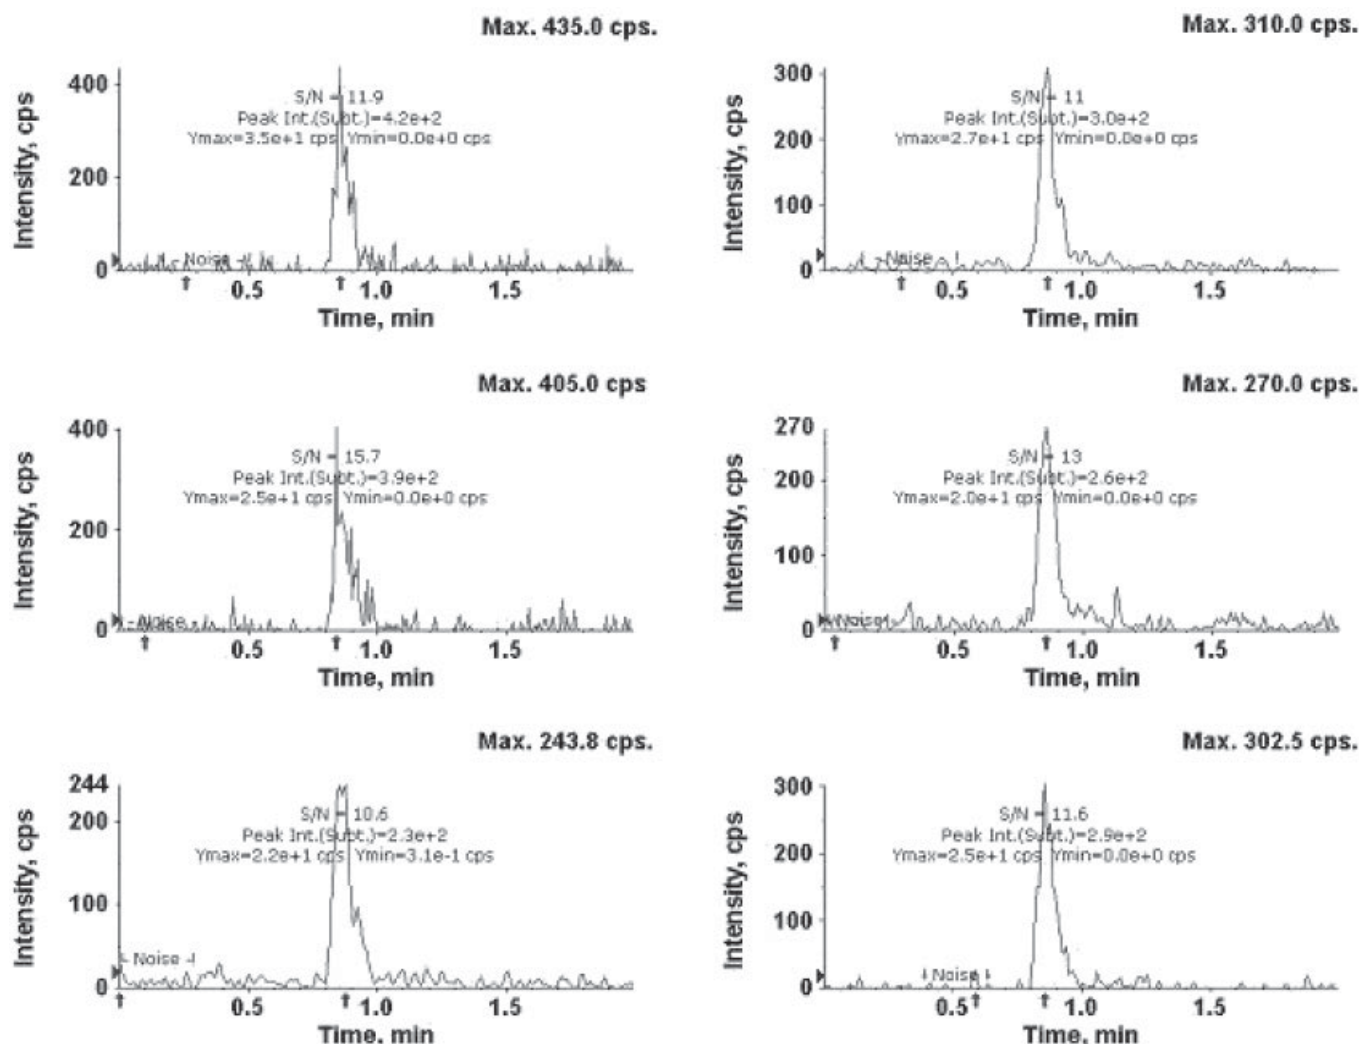 Max. 435.0 cps.
400
S/N = 11.9
Peak Int.(Subt.)=4.2e+2
Ymax=3.5e+1 cps Ymin=0.0e+0 cps
200
Noise
0
0.5
1.0
1.5
Intensity, cps
Time, min
Max. 310.0 cps.
300
S/N = 11
Peak Int.(Subt.)=3.0e+2
Ymax=2.7e+1 cps Ymin=0.0e+0 cps
200
100
Noise
0
0.5
1.0
1.5
Intensity, cps
Time, min
Max. 405.0 cps
400
S/N = 15.7
Peak Int.(Subt.)=3.9e+2
Ymax=2.5e+1 cps Ymin=0.0e+0 cps
200
Noise
0
0.5
1.0
1.5
Intensity, cps
Time, min
Max. 270.0 cps.
270
S/N = 13
Peak Int.(Subt.)=2.6e+2
200
Ymax=2.0e+1 cps Ymin=0.0e+0 cps
100
Noise
0
0.5
1.0
1.5
Intensity, cps
Time, min
Max. 243.8 cps.
244
S/N = 10.6
200
Peak Int.(Subt.)=2.3e+2
Ymax=2.2e+1 cps Ymin=3.1e-1 cps
100
Noise
0
0.5
1.0
1.5
Intensity, cps
Time, min
Max. 302.5 cps.
300
S/N = 11.6
Peak Int.(Subt.)=2.9e+2
Ymax=2.5e+1 cps Ymin=0.0e+0 cps
200
100
Noise
0
0.5
1.0
1.5
Intensity, cps
Time, min